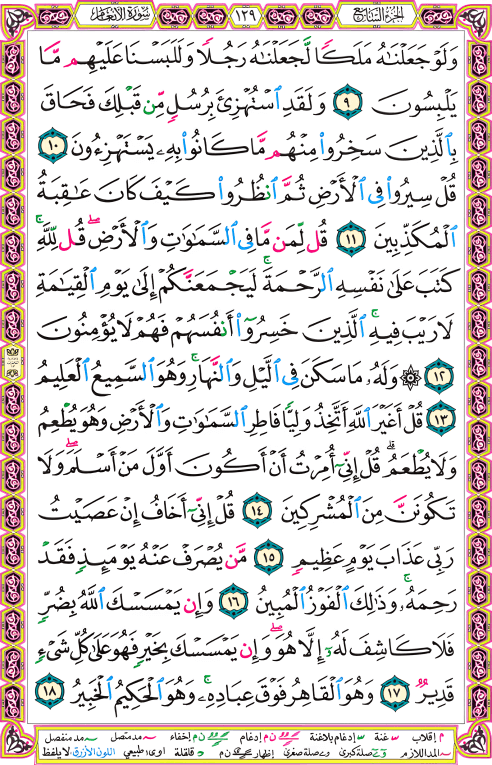 الجزء السابع ١٢٩ سورة الأنعام
وَلَوْ جَعَلْنَٰهُ مَلَكًا لَّجَعَلْنَٰهُ رَجُلًا وَلَلَبَسْنَا عَلَيْهِم مَّا
يَلْبِسُونَ ٩ وَلَقَدِ ٱسْتُهْزِئَ بِرُسُلٍ مِّن قَبْلِكَ فَحَاقَ
بِٱلَّذِينَ سَخِرُوا۟ مِنْهُم مَّا كَانُوا۟ بِهِۦ يَسْتَهْزِءُونَ ١٠
قُلْ سِيرُوا۟ فِى ٱلْأَرْضِ ثُمَّ ٱنظُرُوا۟ كَيْفَ كَانَ عَٰقِبَةُ
ٱلْمُكَذِّبِينَ ١١ قُل لِّمَن مَّا فِى ٱلسَّمَٰوَٰتِ وَٱلْأَرْضِ ۖ قُل لِّلَّهِ ۚ
كَتَبَ عَلَىٰ نَفْسِهِ ٱلرَّحْمَةَ ۚ لَيَجْمَعَنَّكُمْ إِلَىٰ يَوْمِ ٱلْقِيَٰمَةِ
لَا رَيْبَ فِيهِ ۚ ٱلَّذِينَ خَسِرُوٓا۟ أَنفُسَهُمْ فَهُمْ لَا يُؤْمِنُونَ
١٢ ۞ وَلَهُۥ مَا سَكَنَ فِى ٱلَّيْلِ وَٱلنَّهَارِ ۚ وَهُوَ ٱلسَّمِيعُ ٱلْعَلِيمُ
١٣ قُلْ أَغَيْرَ ٱللَّهِ أَتَّخِذُ وَلِيًّا فَاطِرِ ٱلسَّمَٰوَٰتِ وَٱلْأَرْضِ وَهُوَ يُطْعِمُ
وَلَا يُطْعَمُ ۗ قُلْ إِنِّىٓ أُمِرْتُ أَنْ أَكُونَ أَوَّلَ مَنْ أَسْلَمَ ۖ وَلَا
تَكُونَنَّ مِنَ ٱلْمُشْرِكِينَ ١٤ قُلْ إِنِّىٓ أَخَافُ إِنْ عَصَيْتُ
رَبِّى عَذَابَ يَوْمٍ عَظِيمٍ ١٥ مَّن يُصْرَفْ عَنْهُ يَوْمَئِذٍ فَقَدْ
رَحِمَهُۥ ۚ وَذَٰلِكَ ٱلْفَوْزُ ٱلْمُبِينُ ١٦ وَإِن يَمْسَسْكَ ٱللَّهُ بِضُرٍّ
فَلَا كَاشِفَ لَهُۥٓ إِلَّا هُوَ ۖ وَإِن يَمْسَسْكَ بِخَيْرٍ فَهُوَ عَلَىٰ كُلِّ شَىْءٍ
قَدِيرٌ ١٧ وَهُوَ ٱلْقَاهِرُ فَوْقَ عِبَادِهِۦ ۚ وَهُوَ ٱلْحَكِيمُ ٱلْخَبِيرُ ١٨
م إقلاب س غنة س إدغام بلاغنة ن م إدغام ن م إخفاء مد متصل مد منفصل
المد اللازم صلة كبرى وصلة صغرى إظهار ن م قلقلة اوى طبيعي اللون الأزرق لا يلفظ